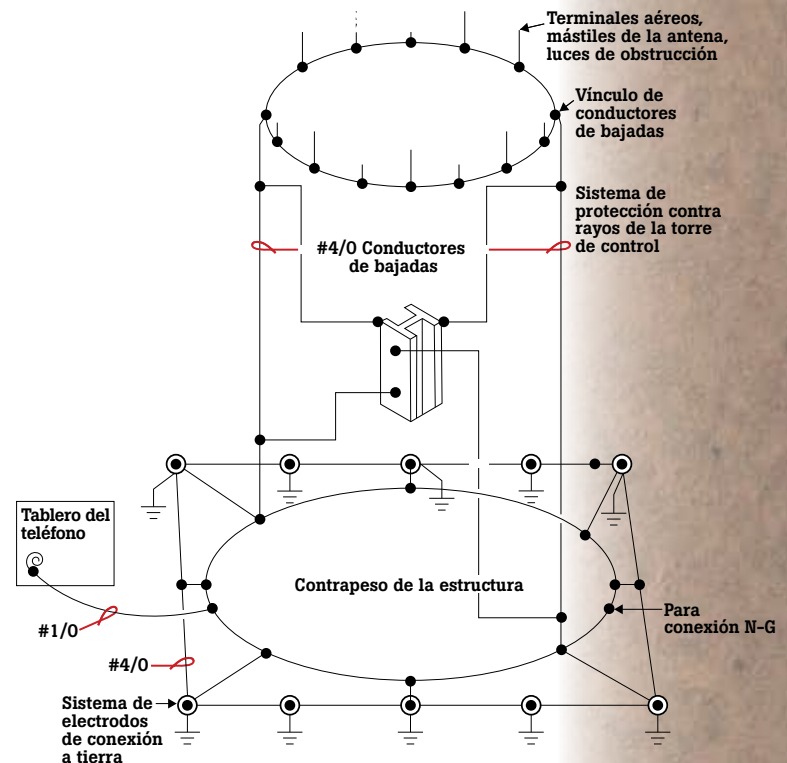 Terminales aéreos,
mástiles de la antena,
luces de obstrucción
Vínculo de
conductores
de bajadas
Sistema de
protección contra
rayos de la torre
de control
#4/0 Conductores
de bajadas
Tablero del
teléfono
Contrapeso de la estructura
Para
conexión N-G
#1/0
#4/0
Sistema de
electrodos
de conexión
a tierra